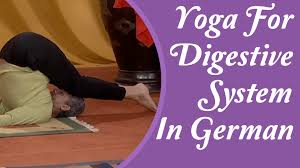 Yoga For
Digestive
System
In German